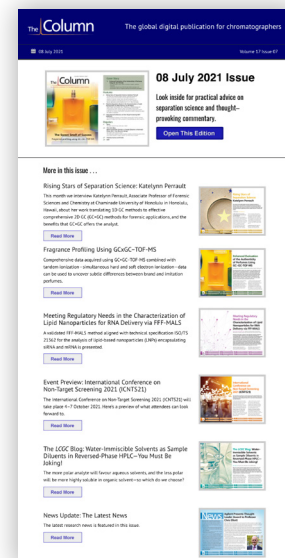 The Column
The global digital publication for chromatographers
08 July 2021
Volume 17 Issue 07
The Column
08 July 2021 Issue
Look inside for practical advice on
separation science and thought–
provoking commentary.
Open This Edition
More in this issue . . .
Rising Stars of Separation Science: Katelynn Perrault
This month we interview Katelynn Perrault, Associate Professor of Forensic
Sciences and Chemistry at Chaminade University of Honolulu in Honolulu,
Hawaii, about her work translating 2D GC methods to effective
comprehensive 2D GC (GC×GC) methods for forensic applications, and the
benefits that GC×GC offers the analyst.
Read More
Fragrance Profiling Using GCxGC–TOF-MS
Comprehensive data acquired using GC×GC-TOF-MS combined with
tandem ionization - simultaneous hard and soft electron ionization - data
can be used to uncover subtle differences between brand and imitation
perfumes.
Read More
Meeting Regulatory Needs in the Characterization of
Lipid Nanoparticles for RNA Delivery via FFF-MALS
A validated FFF-MALS method aligned with technical specification ISO/TS
21362 for the analysis of lipid-based nanoparticles (LNPs) encapsulating
siRNA and mRNA is presented.
Read More
Event Preview: International Conference on
Non-Target Screening 2021 (ICNTS21)
The International Conference on Non-Target Screening 2021 (ICNTS21) will
take place 4–7 October 2021. Here's a preview of what attendees can look
forward to.
Read More
The LCGC Blog: Water-Immiscible Solvents as Sample
Diluents in Reversed-Phase HPLC—You Must Be
Joking!
The more polar analyte will favour aqueous solvents, and the less polar
will be more highly soluble in organic solvent—so which do we choose?
Read More
News Update: The Latest News
The latest research news is featured in this issue.
Read More
NEWS